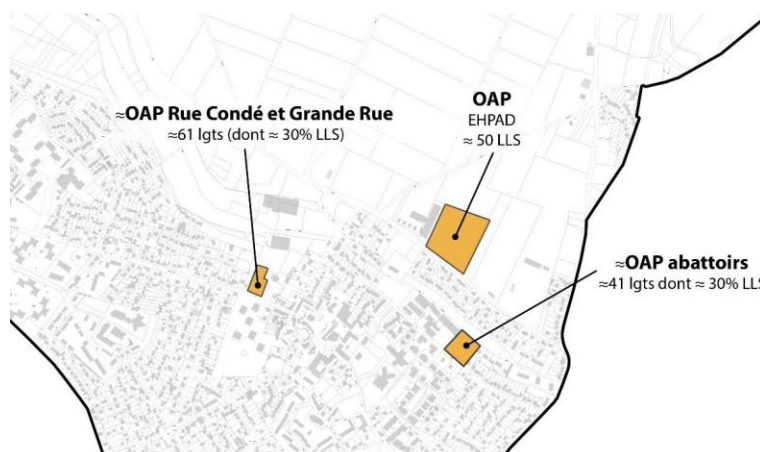 ≈OAP Rue Condé et Grande Rue
≈61 lgts (dont ≈ 30% LLS)
OAP
EHPAD
≈ 50 LLS
≈OAP abattoirs
≈41 lgts dont ≈ 30% LLS